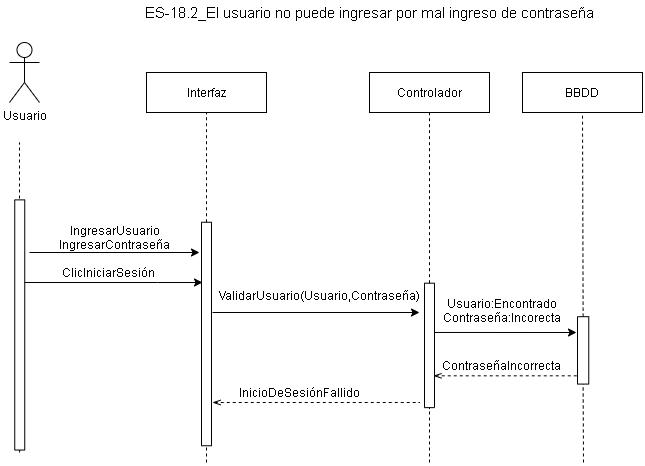 ES-18.2_El usuario no puede ingresar por mal ingreso de contraseña
Usuario
Interfaz
Controlador
BBDD
IngresarUsuario
IngresarContraseña
ClicIniciarSesión
ValidarUsuario(Usuario,Contraseña)
Usuario:Encontrado
Contraseña:Incorecta
ContraseñaIncorrecta
InicioDeSesiónFallido